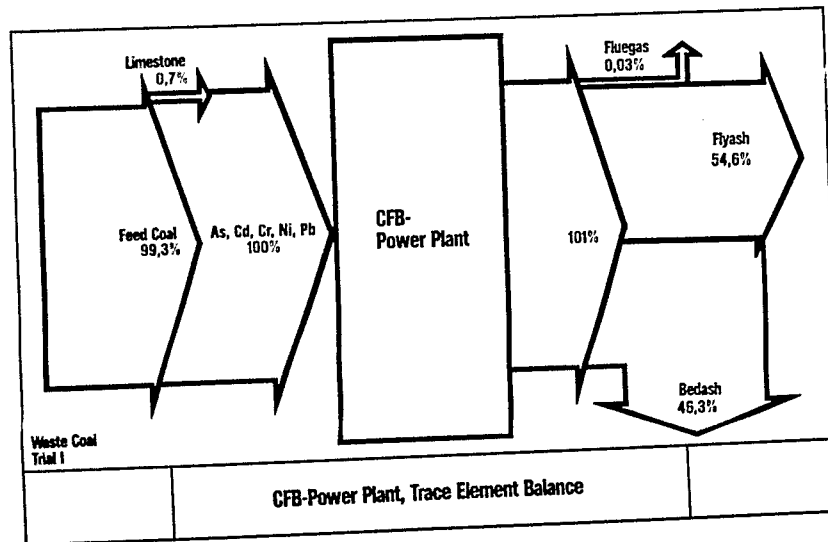 Limestone
0,7%
Fluegas
0,03%
Flyash
54,6%
Feed Coal
99,3%
As, Cd, Cr, Ni, Pb
100%
CFB-
Power Plant
101%
Bedash
46,3%
Waste Coal
Trial I
CFB-Power Plant, Trace Element Balance